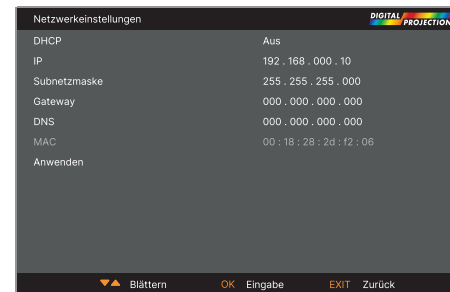 Netzwerkeinstellungen DIGITAL PROJECTION
DHCP Aus
IP 192 . 168 . 000 . 10
Subnetzmaske 255 . 255 . 255 . 000
Gateway 000 . 000 . 000 . 000
DNS 000 . 000 . 000 . 000
MAC 00 : 18 : 28 : 2d : f2 : 06
Anwenden
Blättern OK Eingabe EXIT Zurück